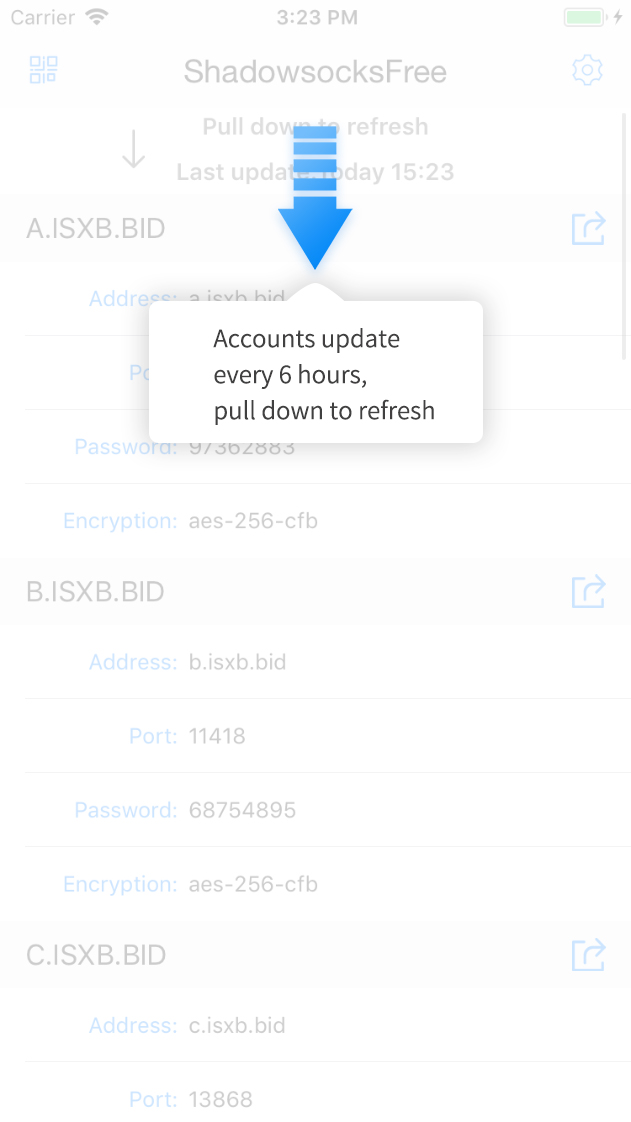 Carrier 3:23 PM
ShadowsocksFree
Pull down to refresh
Last update: Today 15:23
A.ISXB.BID
Address: a.isxb.bid
Accounts update
every 6 hours,
pull down to refresh
Password: 97362883
Encryption: aes-256-cfb
B.ISXB.BID
Address: b.isxb.bid
Port: 11418
Password: 68754895
Encryption: aes-256-cfb
C.ISXB.BID
Address: c.isxb.bid
Port: 13868